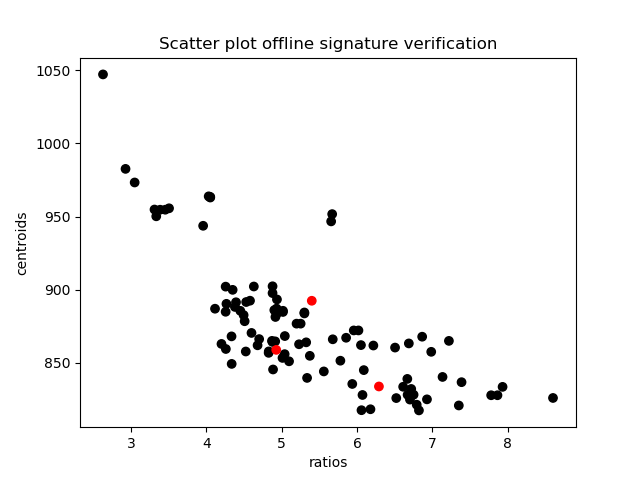 Scatter plot offline signature verification
1050
1000
950
900
850
centroids
3 4 5 6 7 8
ratios